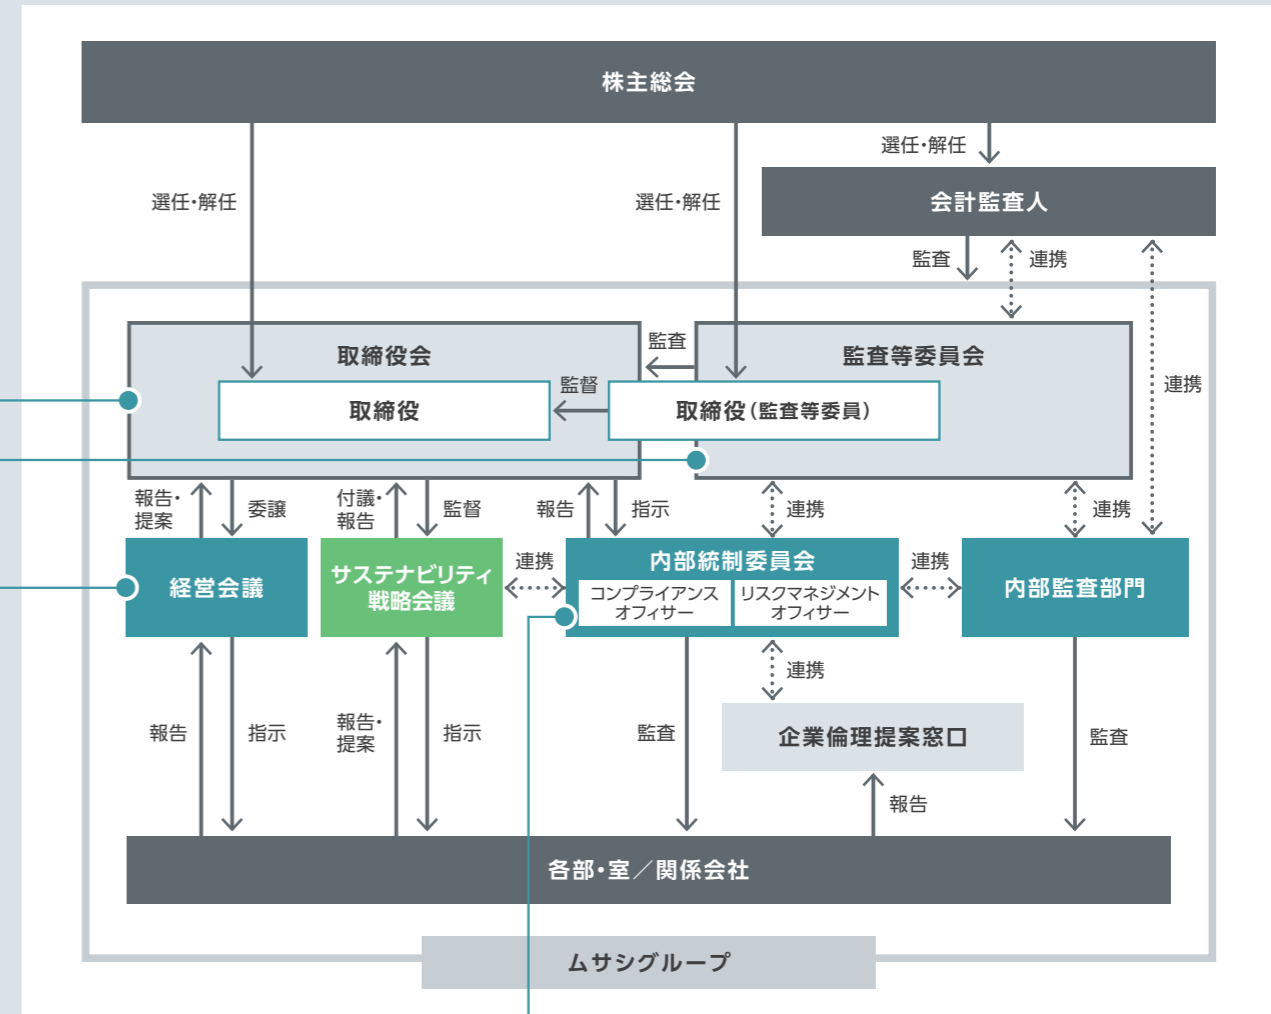 株主総会
選任・解任
選任・解任
選任・解任
会計監査人
監査
連携
連携
取締役会
監査
監査等委員会
取締役
監督
取締役（監査等委員）
報告・
提案
委譲
付議・
報告
監督
報告
指示
連携
連携
経営会議
サステナビリティ
戦略会議
連携
内部統制委員会
コンプライアンス
オフィサー
リスクマネジメント
オフィサー
連携
内部監査部門
報告
指示
報告・
提案
指示
監査
連携
企業倫理提案窓口
監査
報告
各部・室／関係会社
ムサシグループ